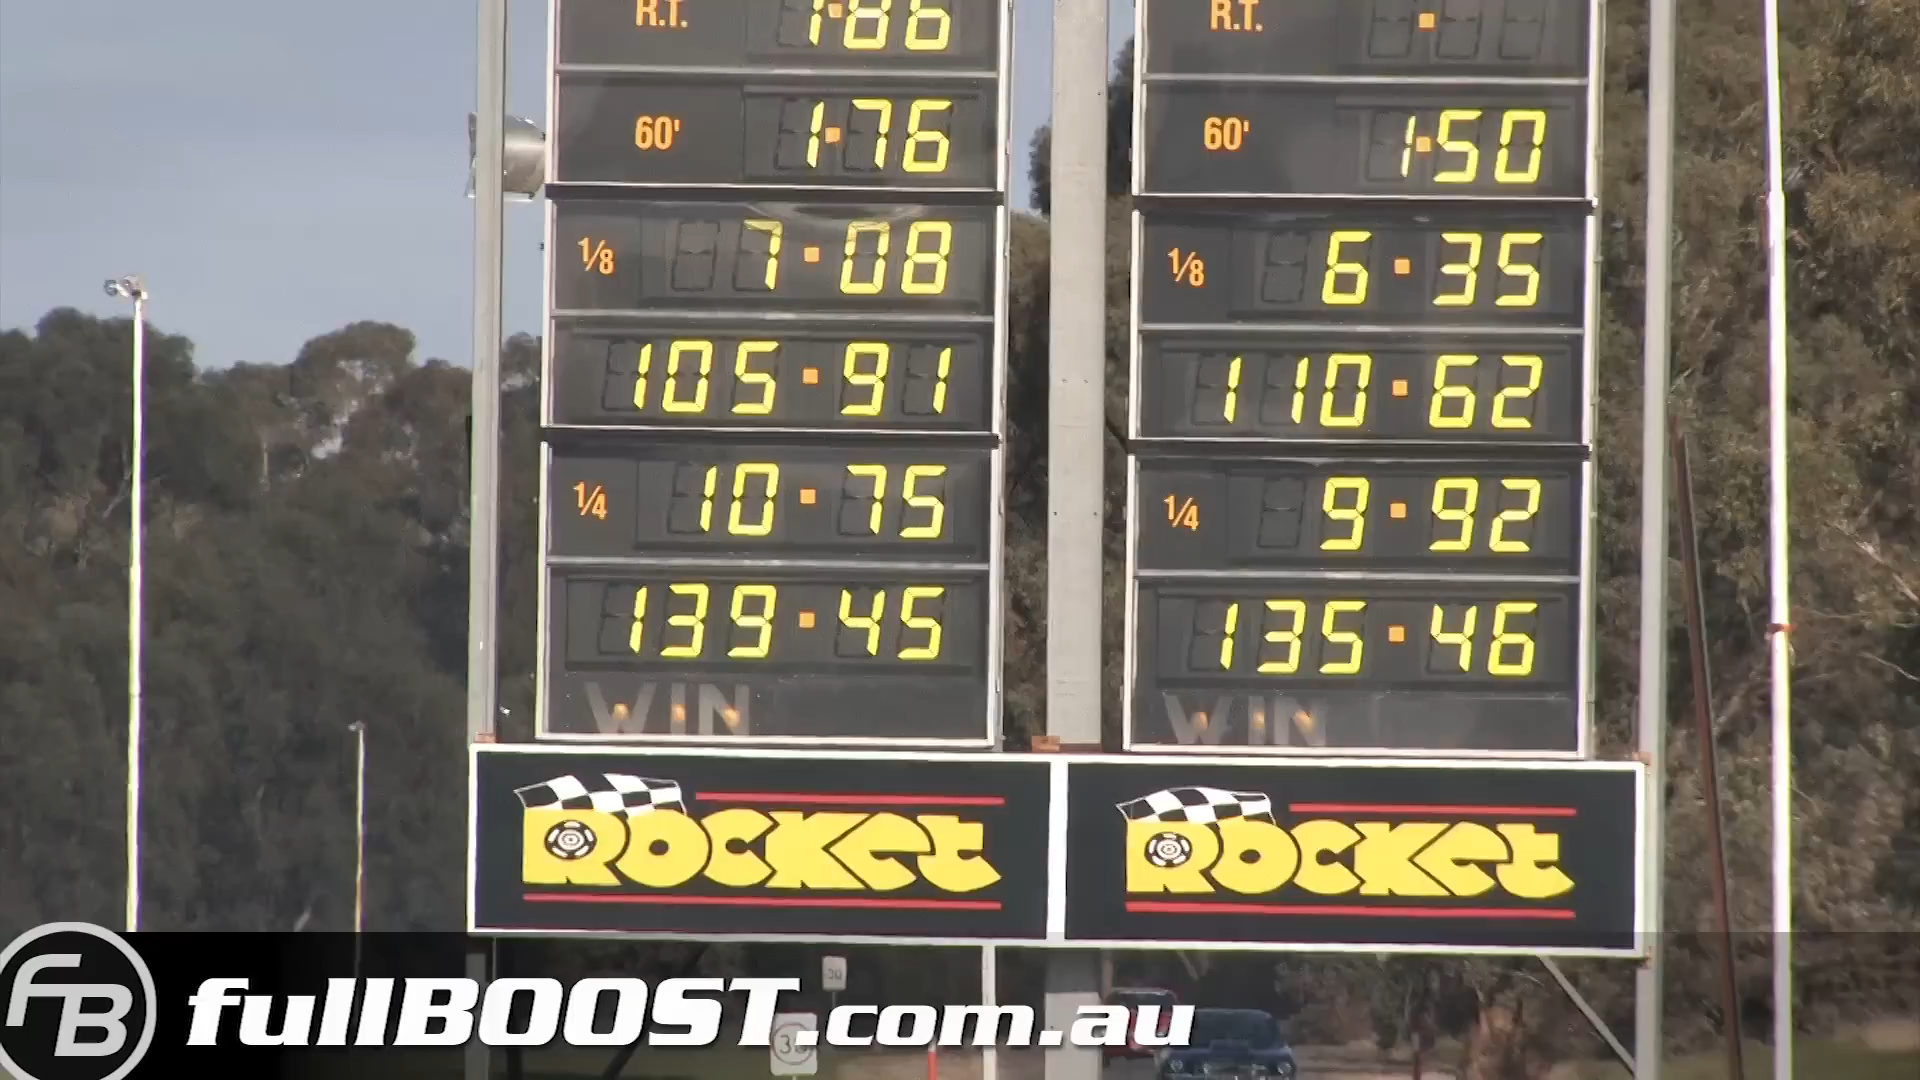 R.T. 1.86
60' 1.76
1/8 7.08
105.91
1/4 10.75
139.45
WIN
R.T. .
60' 1.50
1/8 6.35
110.62
1/4 9.92
135.46
WIN
ROCKET
ROCKET
FB fullBOOST.com.au